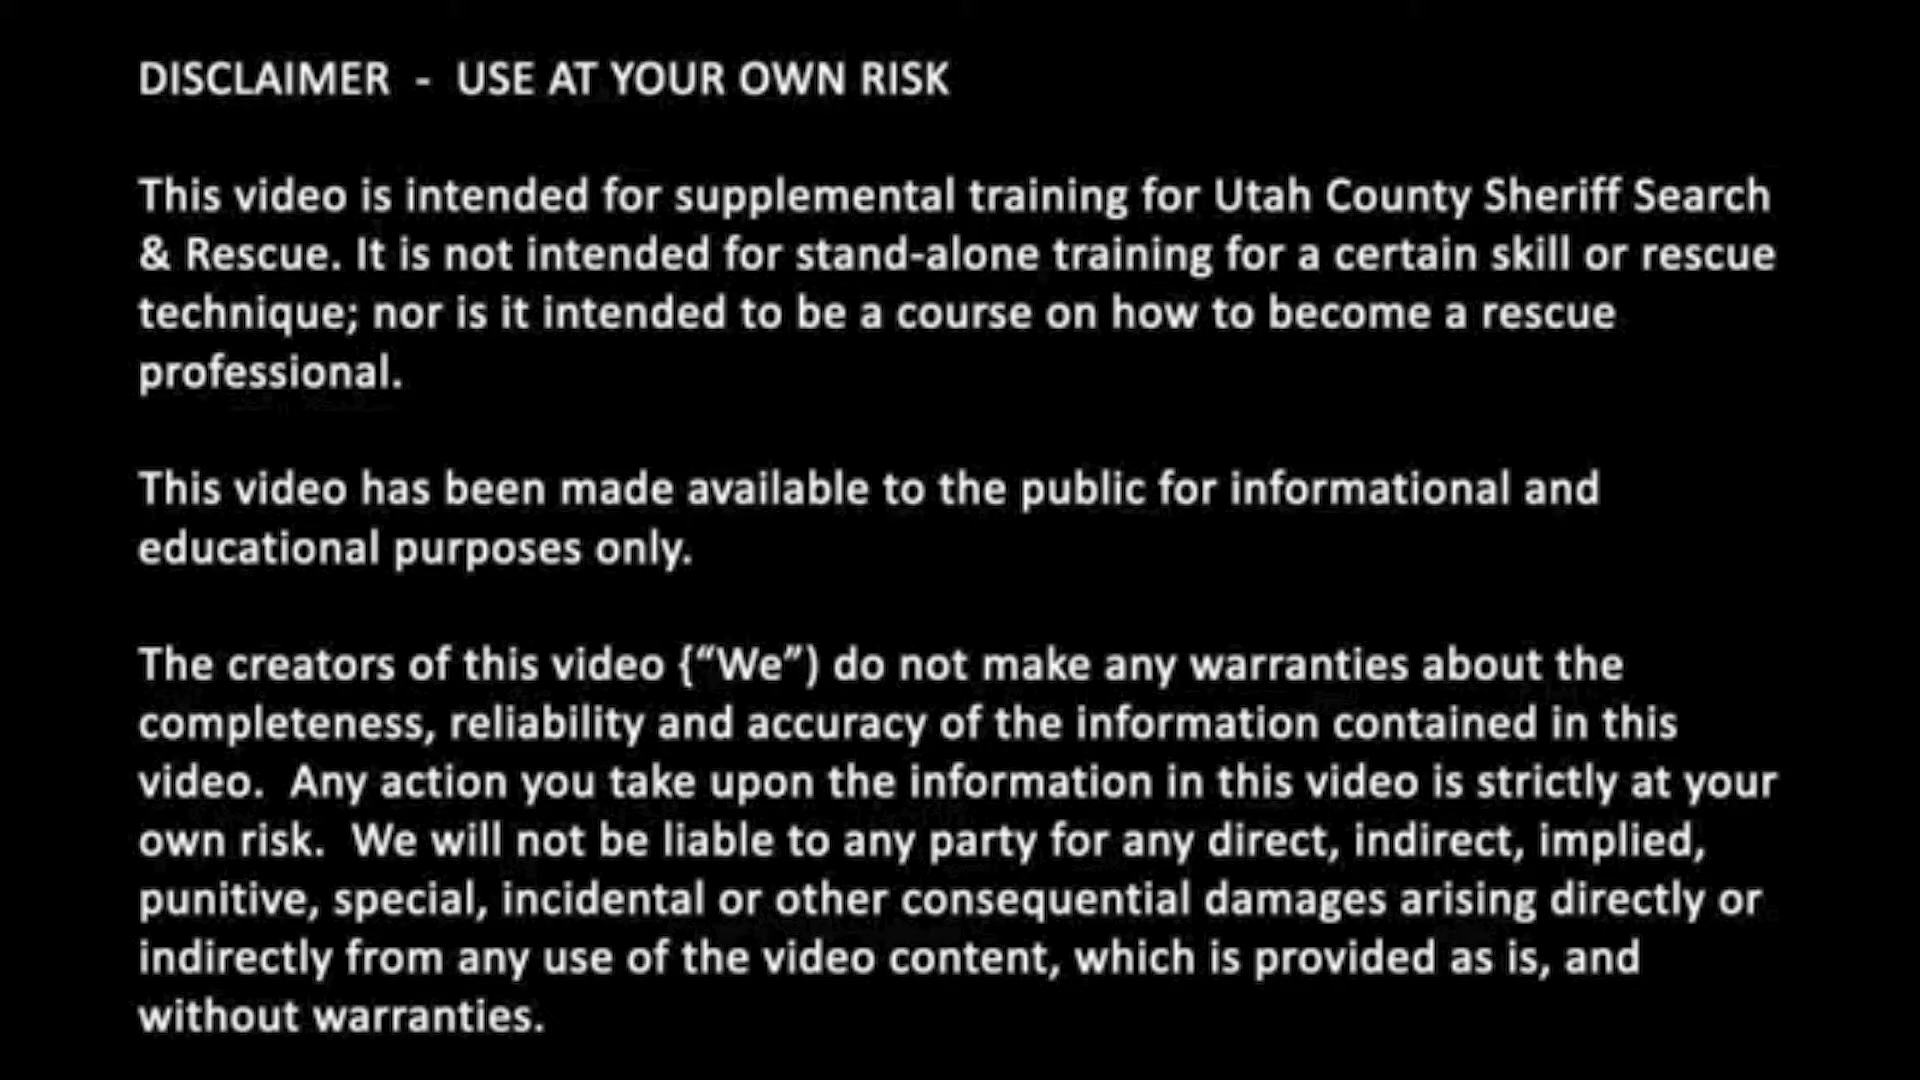 DISCLAIMER - USE AT YOUR OWN RISK
This video is intended for supplemental training for Utah County Sheriff Search
& Rescue. It is not intended for stand-alone training for a certain skill or rescue
technique; nor is it intended to be a course on how to become a rescue
professional.
This video has been made available to the public for informational and
educational purposes only.
The creators of this video {“We”) do not make any warranties about the
completeness, reliability and accuracy of the information contained in this
video. Any action you take upon the information in this video is strictly at your
own risk. We will not be liable to any party for any direct, indirect, implied,
punitive, special, incidental or other consequential damages arising directly or
indirectly from any use of the video content, which is provided as is, and
without warranties.